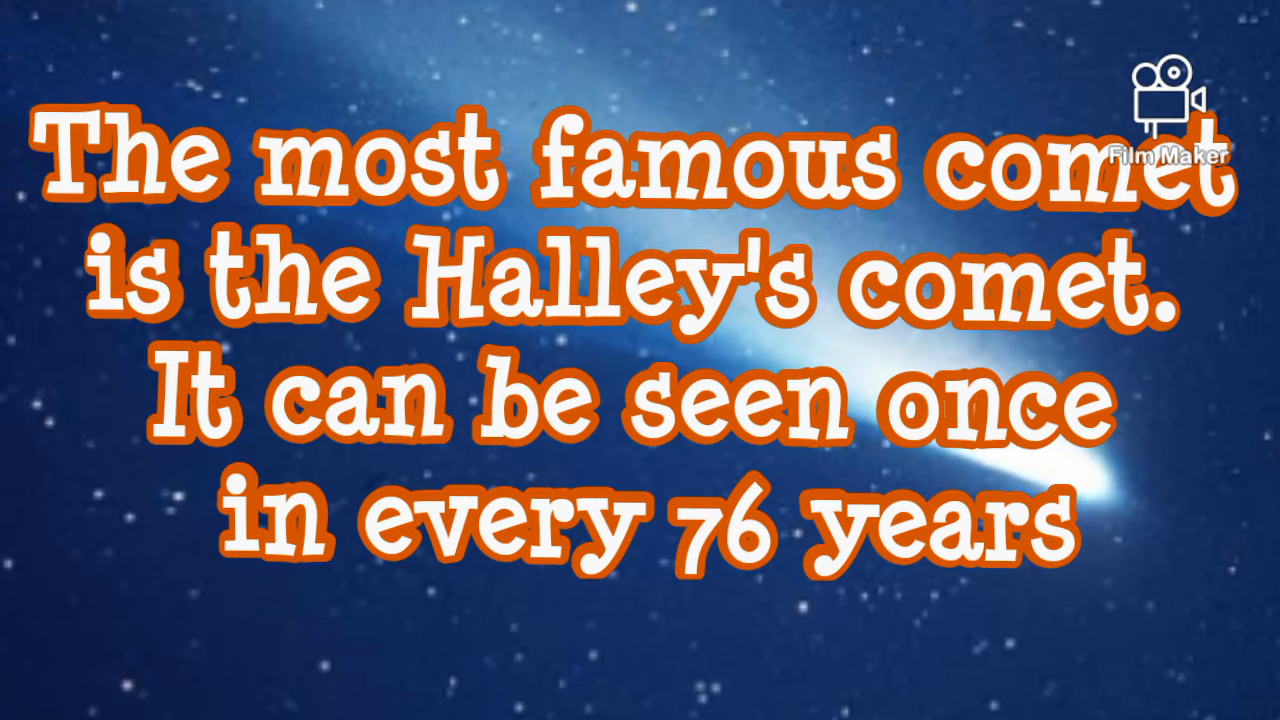 Film Maker
The most famous comet
is the Halley's comet.
It can be seen once
in every 76 years